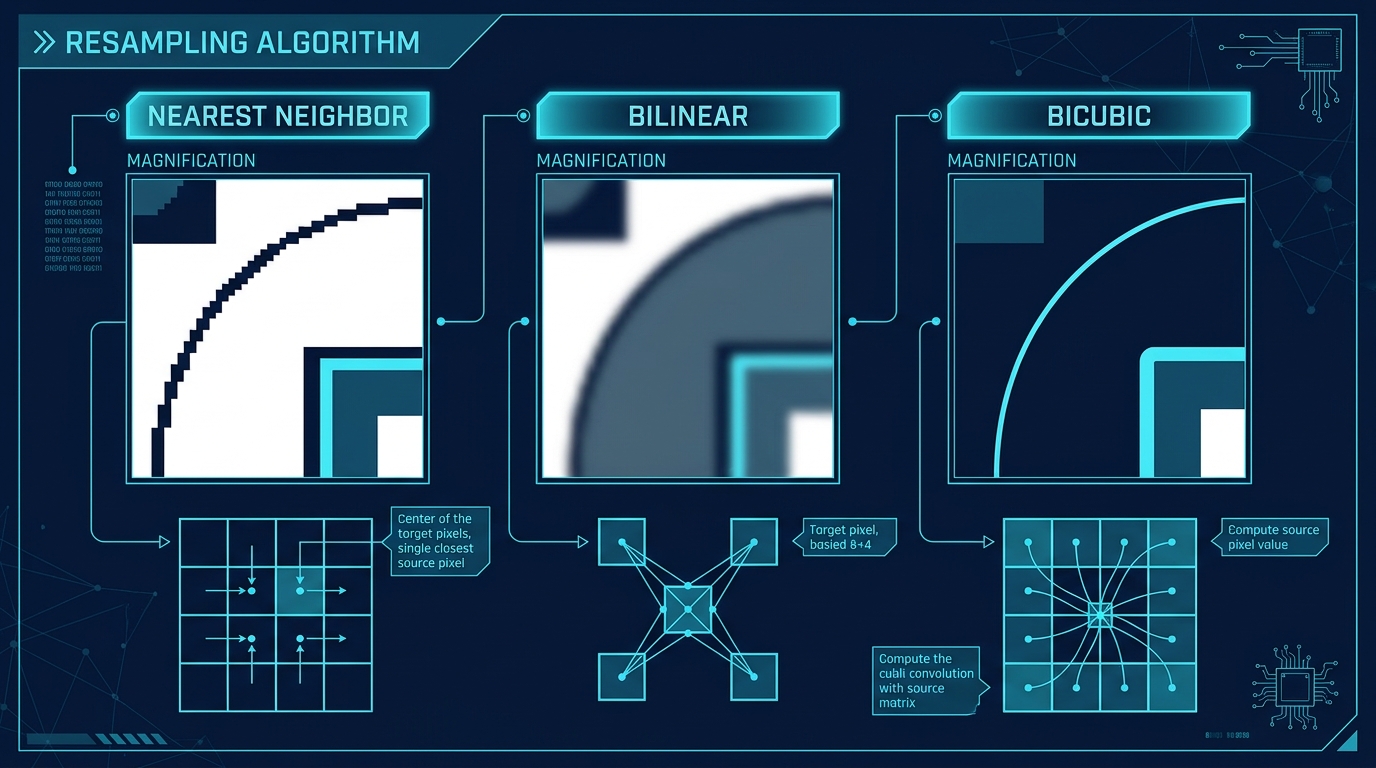 RESAMPLING ALGORITHM
NEAREST NEIGHBOR
BILINEAR
BICUBIC
MAGNIFICATION
MAGNIFICATION
MAGNIFICATION
Center of the
torget pixels,
single closest
source pixel
Target pixel,
basied 8+4
Compute source
pixel value
Compute the
cubli convolution
with source
matrix